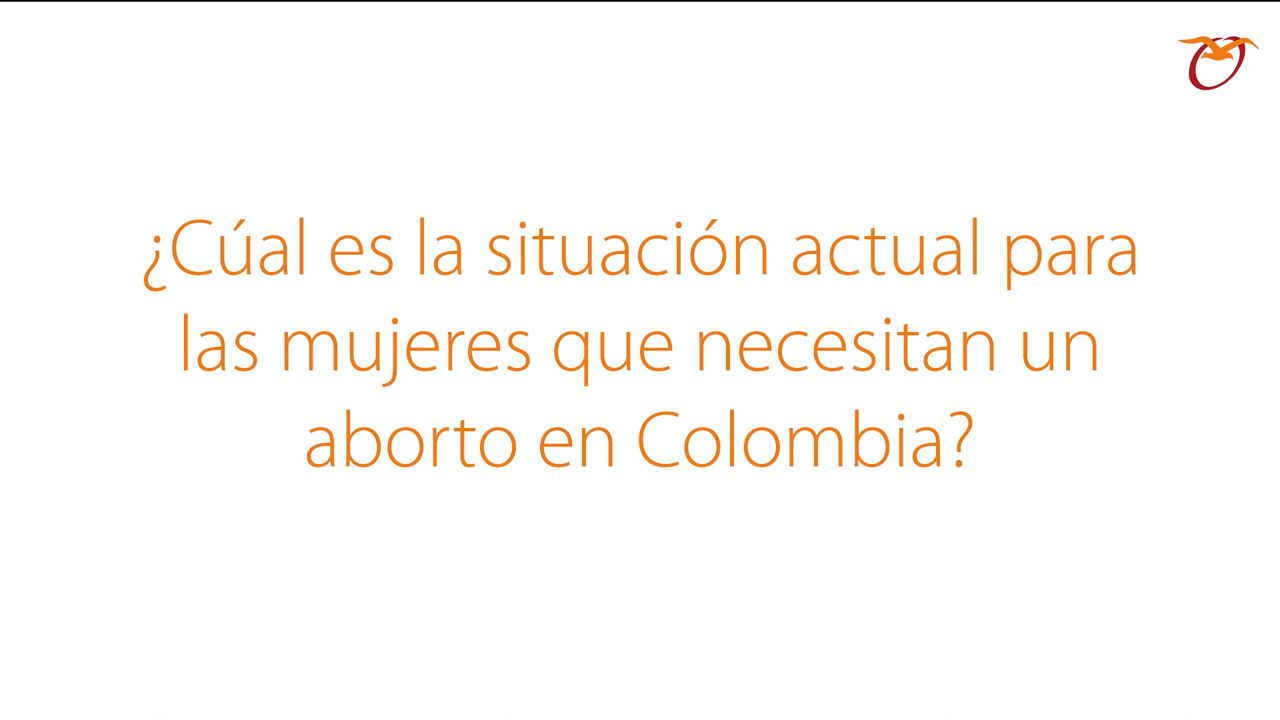 ¿Cúal es la situación actual para
las mujeres que necesitan un
aborto en Colombia?